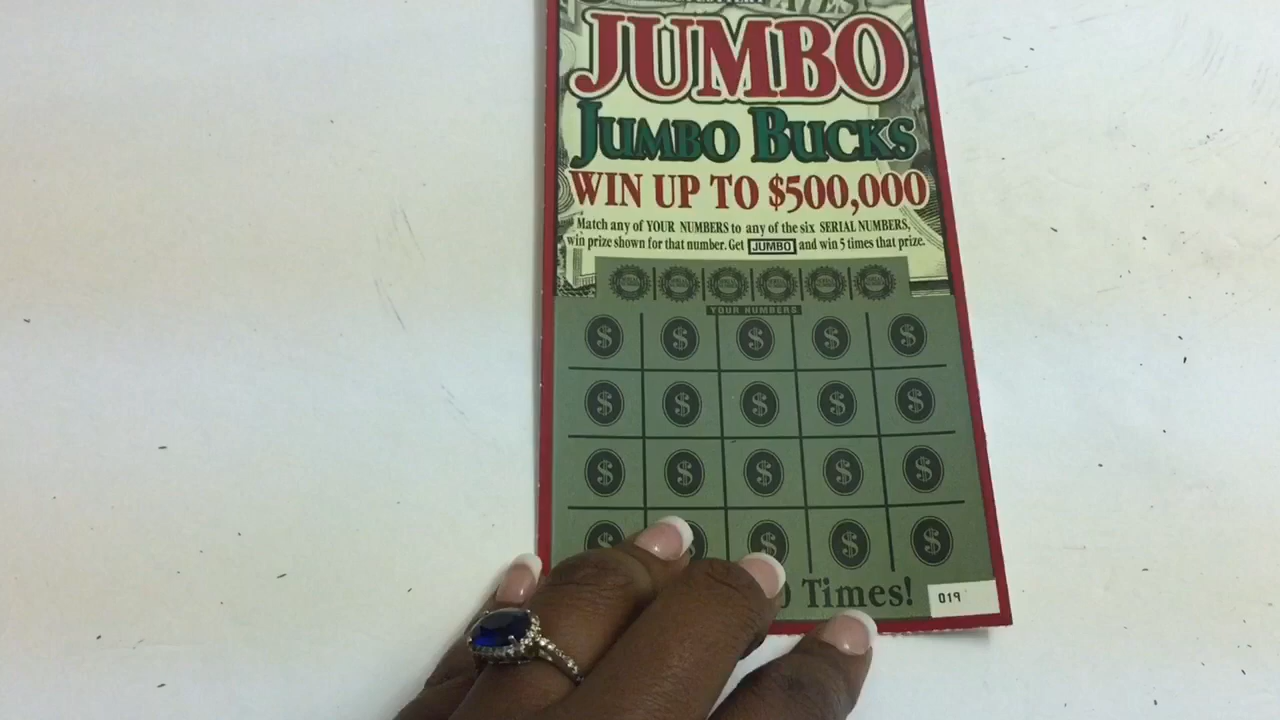 JUMBO
JUMBO BUCKS
WIN UP TO $500,000
Match any of YOUR NUMBERS to any of the six SERIAL NUMBERS,
win prize shown for that number. Get JUMBO and win 5 times that prize.
YOUR NUMBERS
$ $ $ $ $
$ $ $ $ $
$ $ $ $ $
$ $ $ $
0 Times!
019